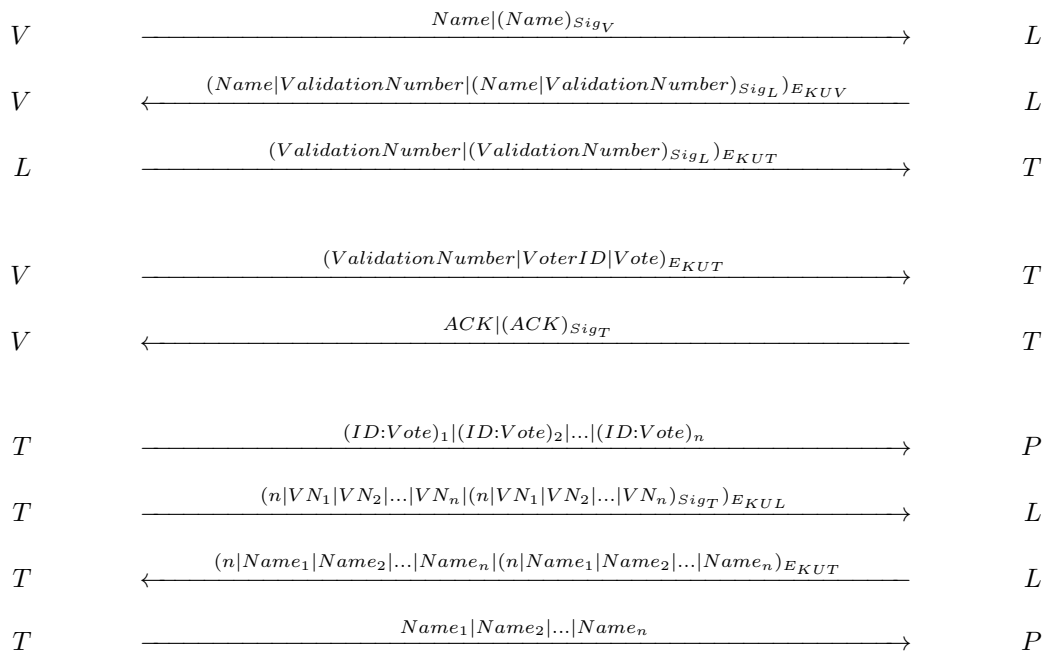 V Name|(Name)_{Sig_V} L
V (Name|ValidationNumber|(Name|ValidationNumber)_{Sig_L})_{E_{KUV}} L
L (ValidationNumber|(ValidationNumber)_{Sig_L})_{E_{KUT}} T
V (ValidationNumber|VoterID|Vote)_{E_{KUT}} T
V ACK|(ACK)_{Sig_T} T
T (ID:Vote)_1|(ID:Vote)_2|...|(ID:Vote)_n P
T (n|VN_1|VN_2|...|VN_n|(n|VN_1|VN_2|...|VN_n)_{Sig_T})_{E_{KUL}} L
T (n|Name_1|Name_2|...|Name_n|(n|Name_1|Name_2|...|Name_n)_{E_{KUT}} L
T Name_1|Name_2|...|Name_n P